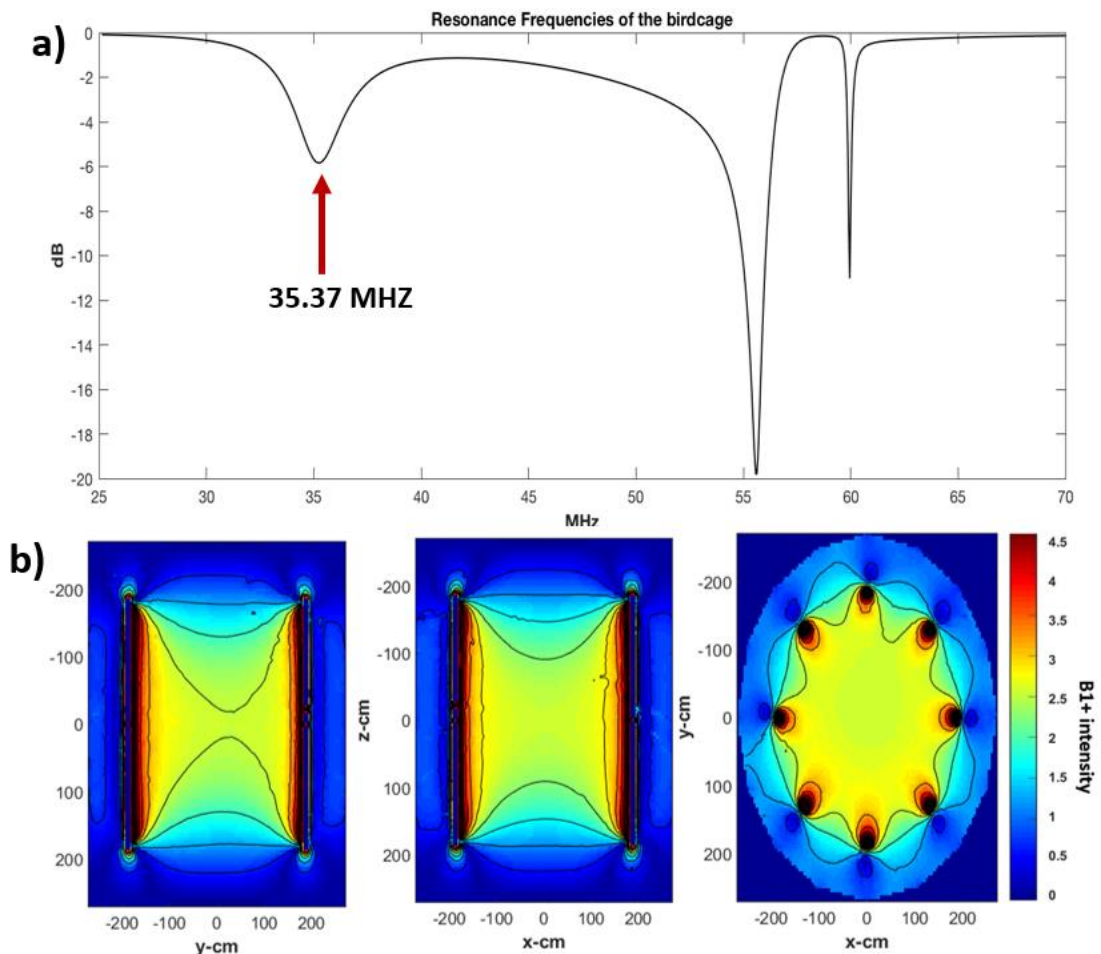 Resonance Frequencies of the birdcage
a)
0
-2
-4
-6
-8
-10
-12
-14
-16
-18
-20
dB
35.37 MHZ
25 30 35 40 45 50 55 60 65 70
MHz
b)
-200
-100
0
100
200
-200 -100 0 100 200
y-cm
z-cm
-200
-100
0
100
200
-200 -100 0 100 200
x-cm
y-cm
-200
-100
0
100
200
-200 -100 0 100 200
x-cm
4.5
4
3.5
3
2.5
2
1.5
1
0.5
0
B1+ intensity